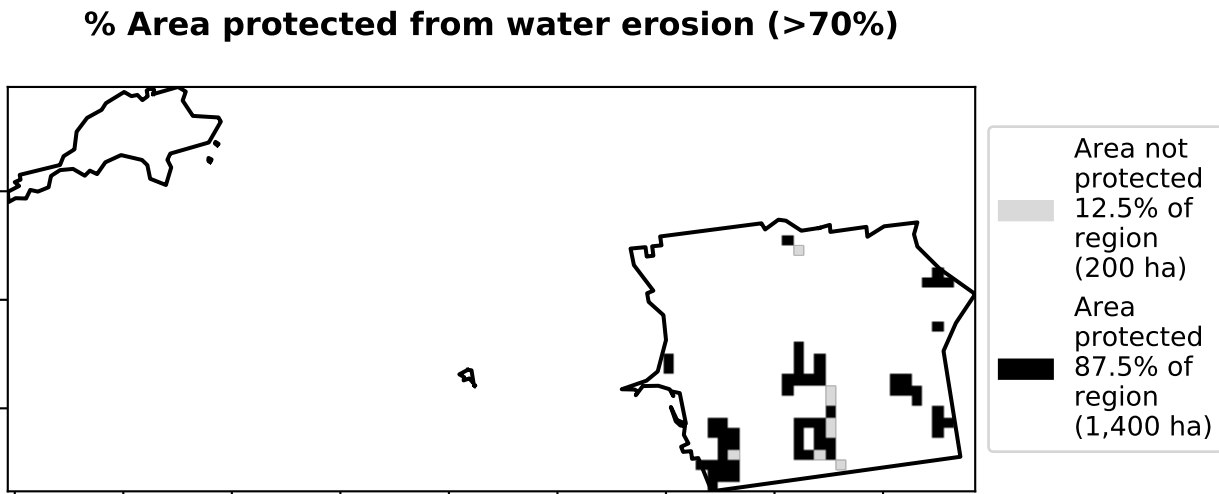 % Area protected from water erosion (>70%)
Area not
protected
12.5% of
region
(200 ha)
Area
protected
87.5% of
region
(1,400 ha)